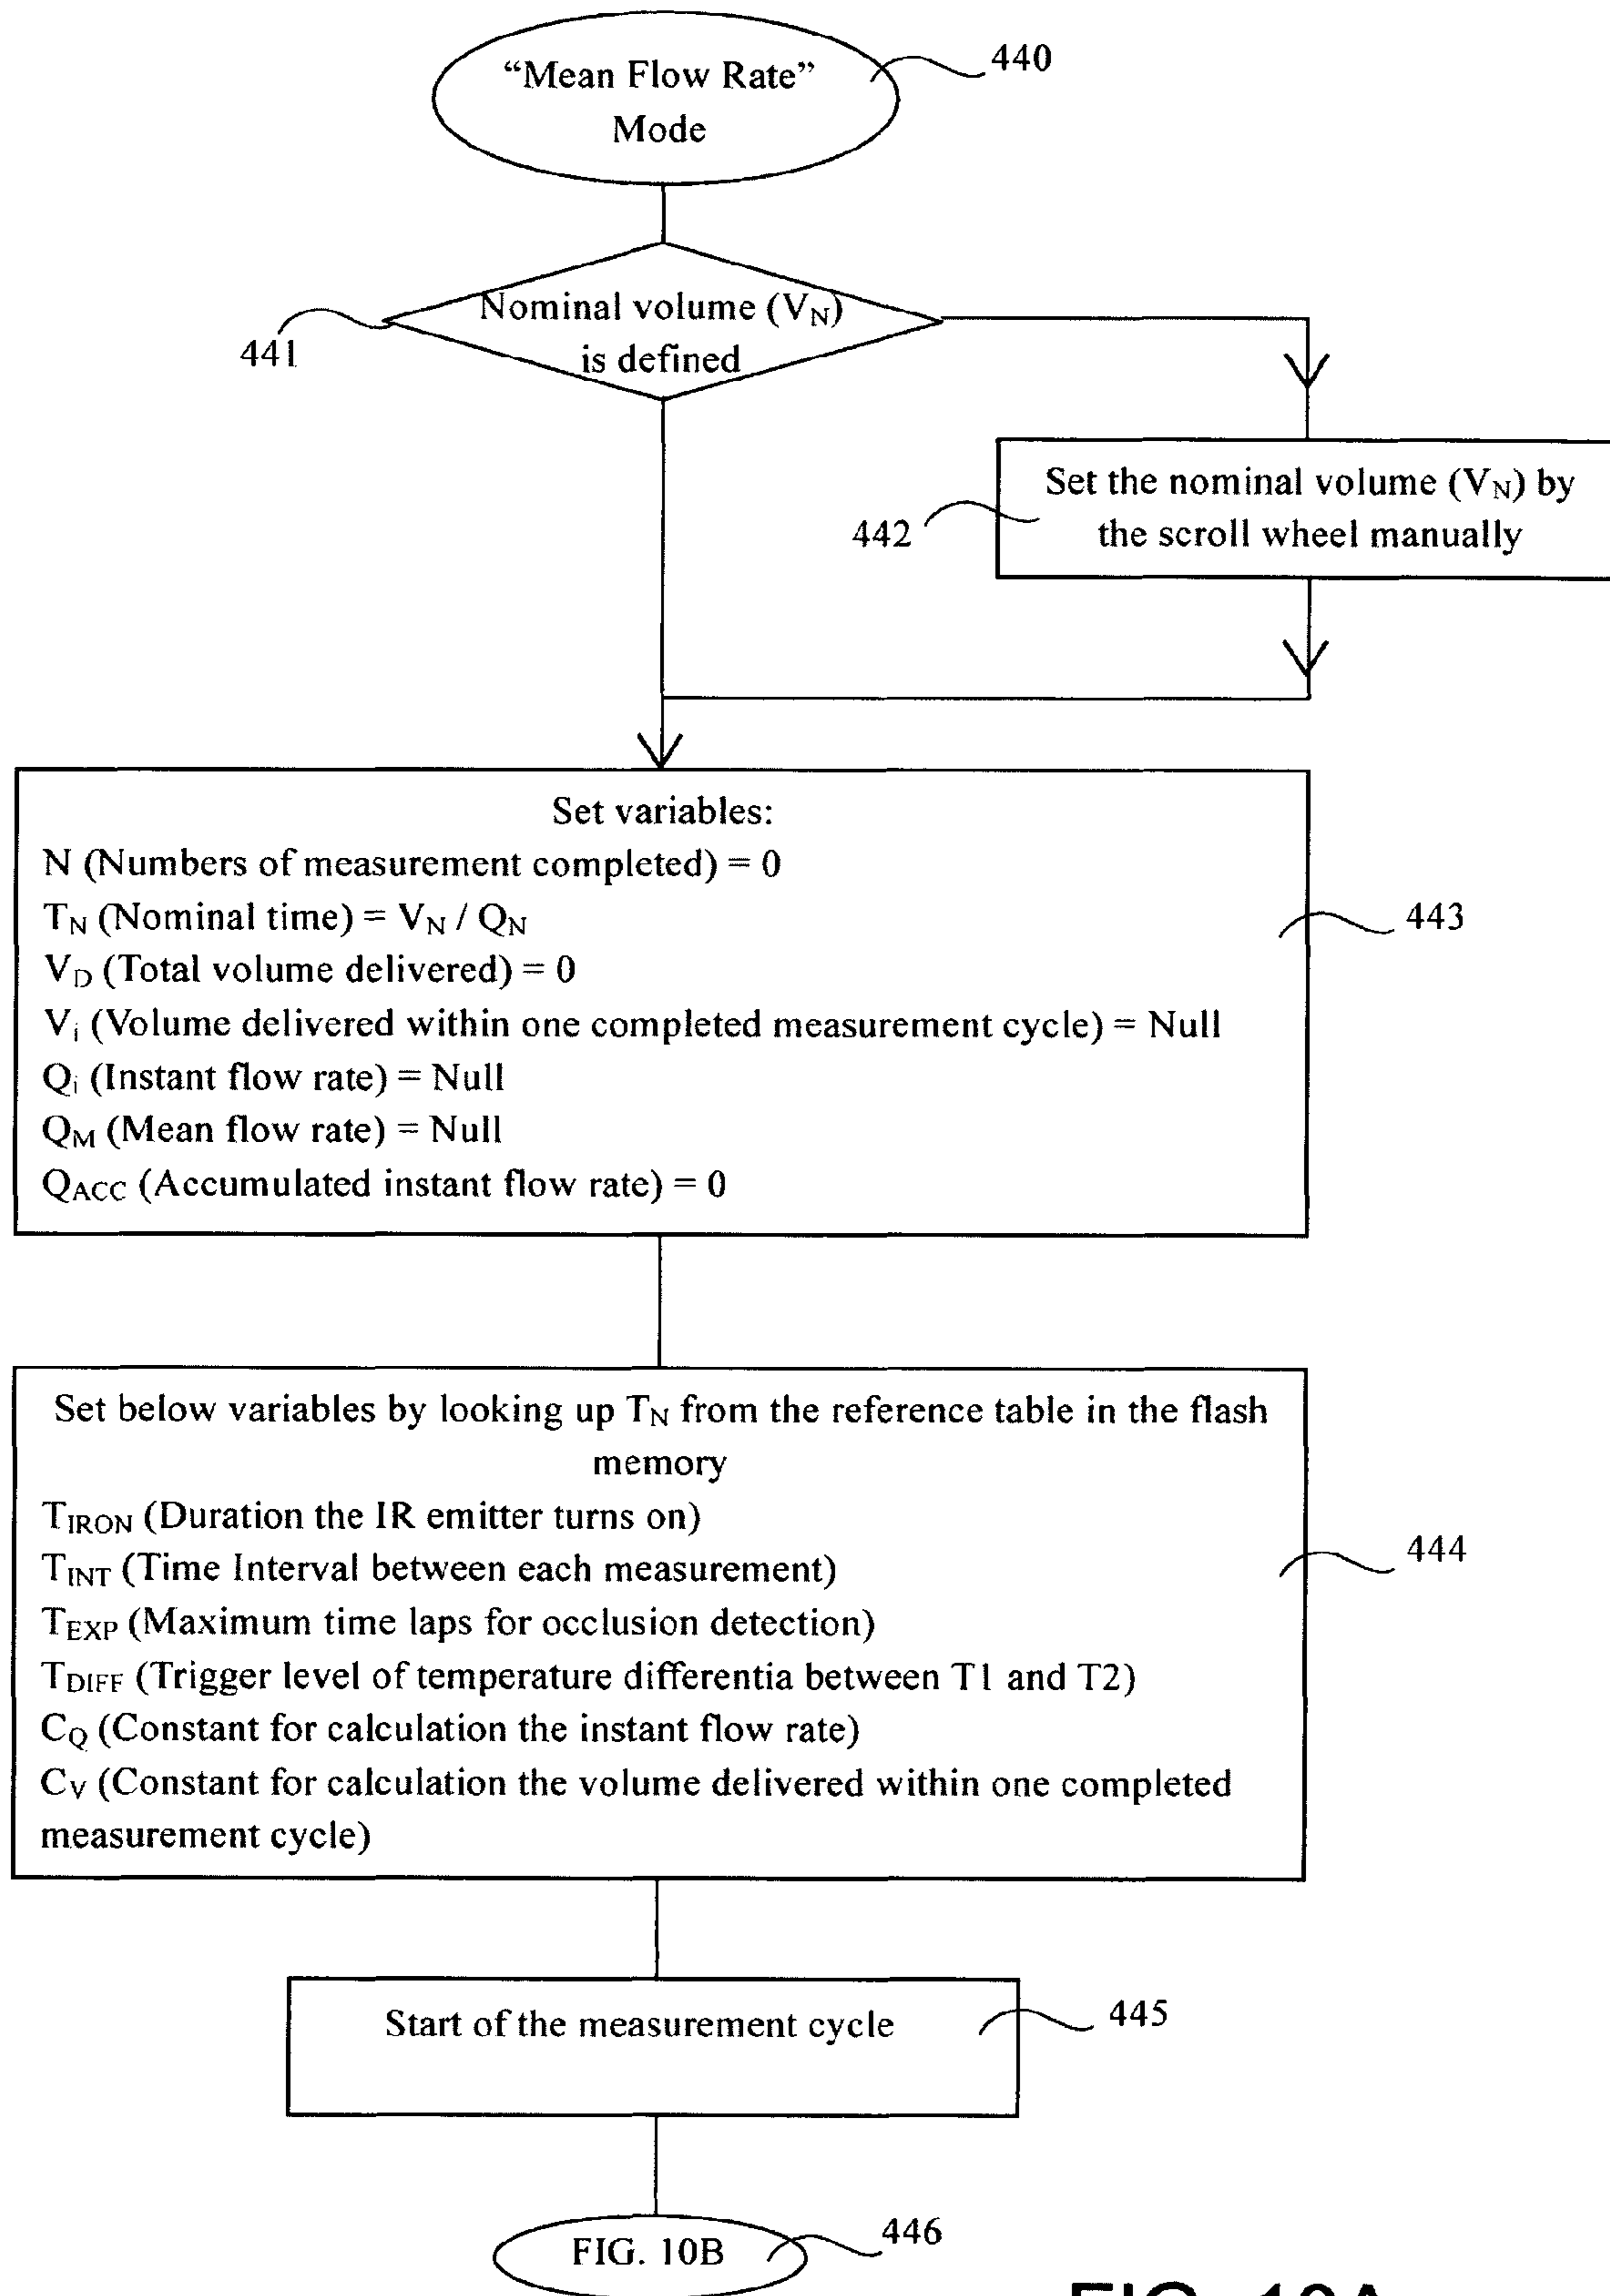 “Mean Flow Rate”
Mode
440
Nominal volume (VN)
is defined
441
Set the nominal volume (VN) by
the scroll wheel manually
442
Set variables:
N (Numbers of measurement completed) = 0
TN (Nominal time) = VN / QN
VD (Total volume delivered) = 0
Vi (Volume delivered within one completed measurement cycle) = Null
Qi (Instant flow rate) = Null
QM (Mean flow rate) = Null
QACC (Accumulated instant flow rate) = 0
443
Set below variables by looking up TN from the reference table in the flash
memory
TIRON (Duration the IR emitter turns on)
TINT (Time Interval between each measurement)
TEXP (Maximum time laps for occlusion detection)
TDIFF (Trigger level of temperature differentia between T1 and T2)
CQ (Constant for calculation the instant flow rate)
CV (Constant for calculation the volume delivered within one completed
measurement cycle)
444
Start of the measurement cycle
445
FIG. 10B
446
FIG. 10A